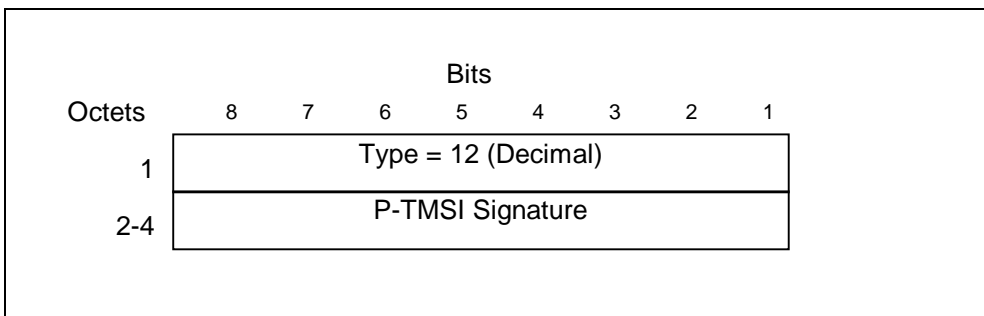 Bits
Octets 8 7 6 5 4 3 2 1
1 Type = 12 (Decimal)
2-4 P-TMSI Signature